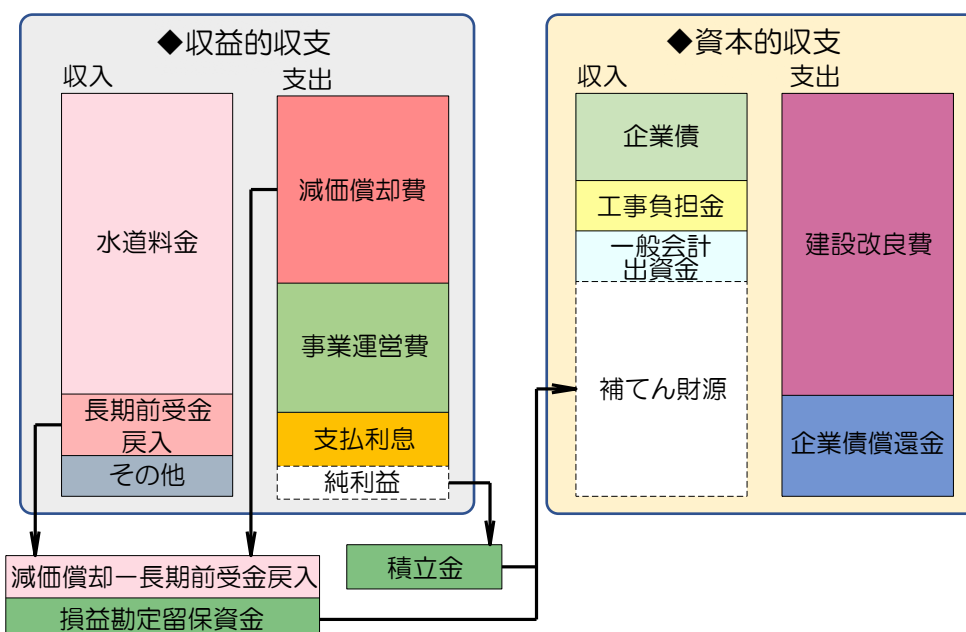 ◆収益的収支
収入
支出
水道料金
長期前受金
戻入
その他
減価償却費
事業運営費
支払利息
純利益
◆資本的収支
収入
支出
企業債
工事負担金
一般会計
出資金
補てん財源
建設改良費
企業債償還金
減価償却ー長期前受金戻入
損益勘定留保資金
積立金